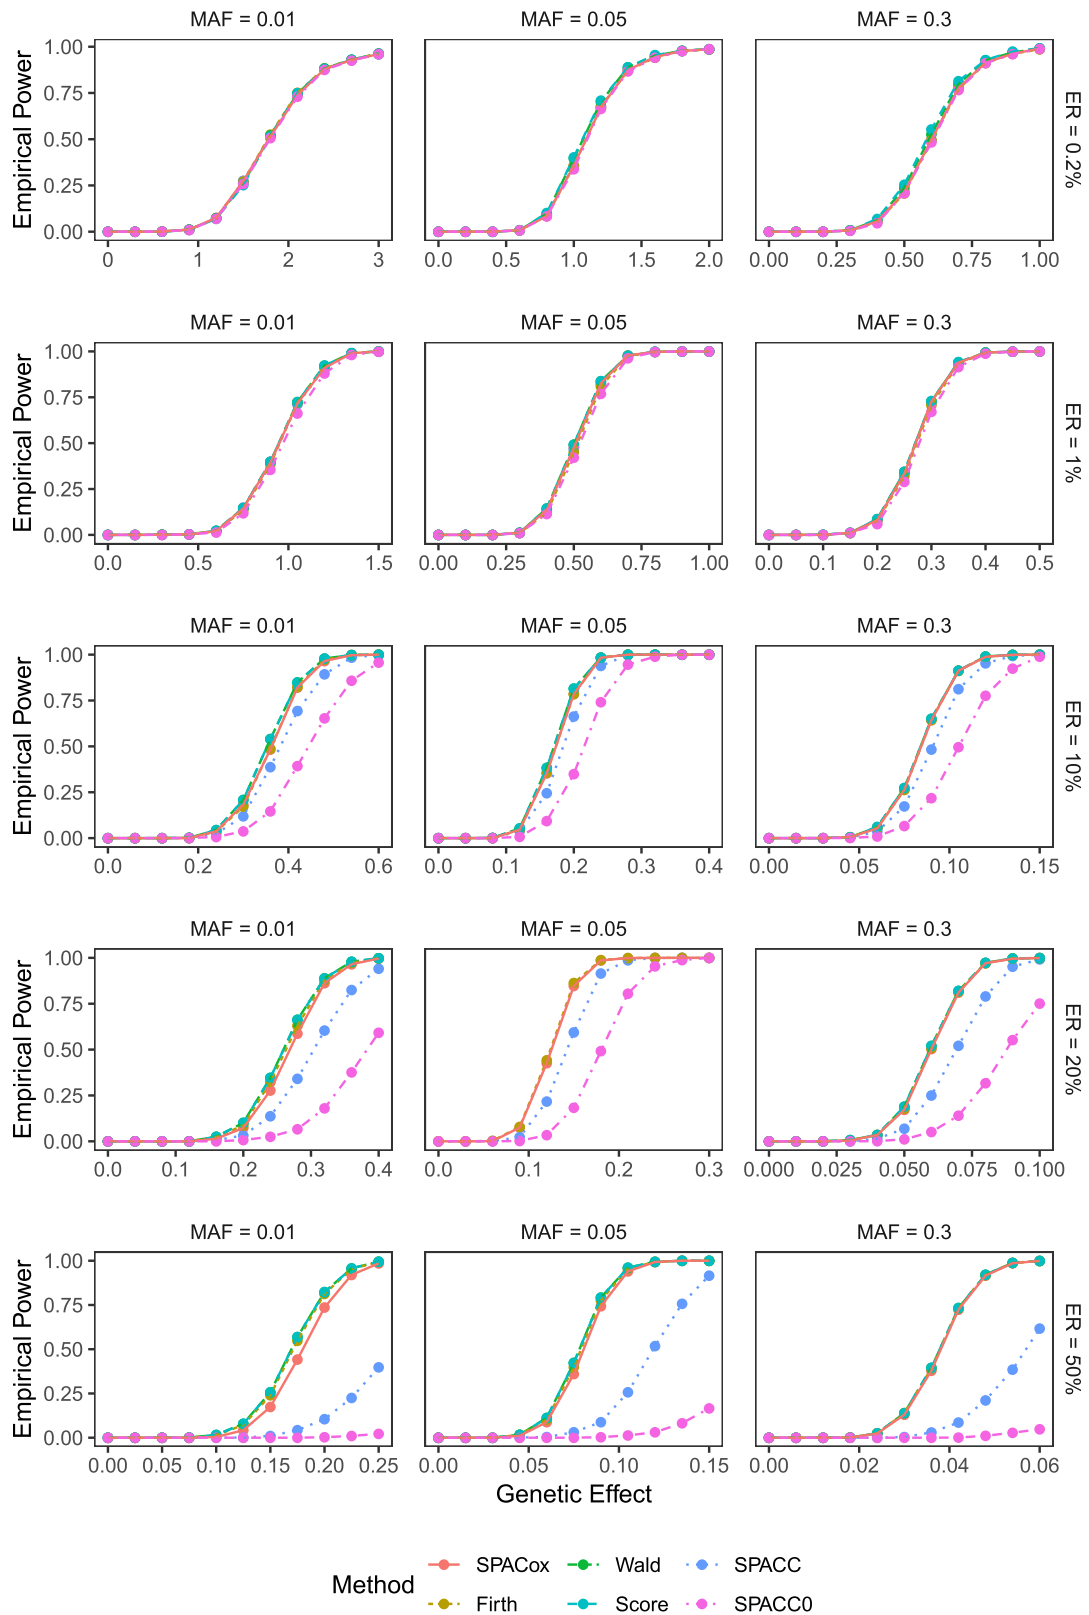 MAF = 0.01 MAF = 0.05 MAF = 0.3
Empirical Power
1.00
0.75
0.50
0.25
0.00
ER = 0.2%
0 1 2 3 0.0 1.0 1.5 2.0 0.00 0.25 0.50 0.75 1.00
MAF = 0.01 MAF = 0.05 MAF = 0.3
Empirical Power
1.00
0.75
0.50
0.25
0.00
ER = 1%
0.0 0.5 1.0 1.5 0.00 0.25 0.50 0.75 1.00 0.0 0.1 0.2 0.3 0.4 0.5
MAF = 0.01 MAF = 0.05 MAF = 0.3
Empirical Power
1.00
0.75
0.50
0.25
0.00
ER = 10%
0.0 0.2 0.4 0.6 0.0 0.1 0.2 0.3 0.4 0.00 0.05 0.10 0.15
MAF = 0.01 MAF = 0.05 MAF = 0.3
Empirical Power
1.00
0.75
0.50
0.25
0.00
ER = 20%
0.0 0.1 0.2 0.3 0.4 0.0 0.1 0.2 0.3 0.000 0.025 0.050 0.075 0.100
MAF = 0.01 MAF = 0.05 MAF = 0.3
Empirical Power
1.00
0.75
0.50
0.25
0.00
ER = 50%
0.00 0.05 0.10 0.15 0.20 0.25 0.00 0.05 0.10 0.15 0.00 0.02 0.04 0.06
Genetic Effect
Method
SPACox Wald SPACC
Firth Score SPACC0